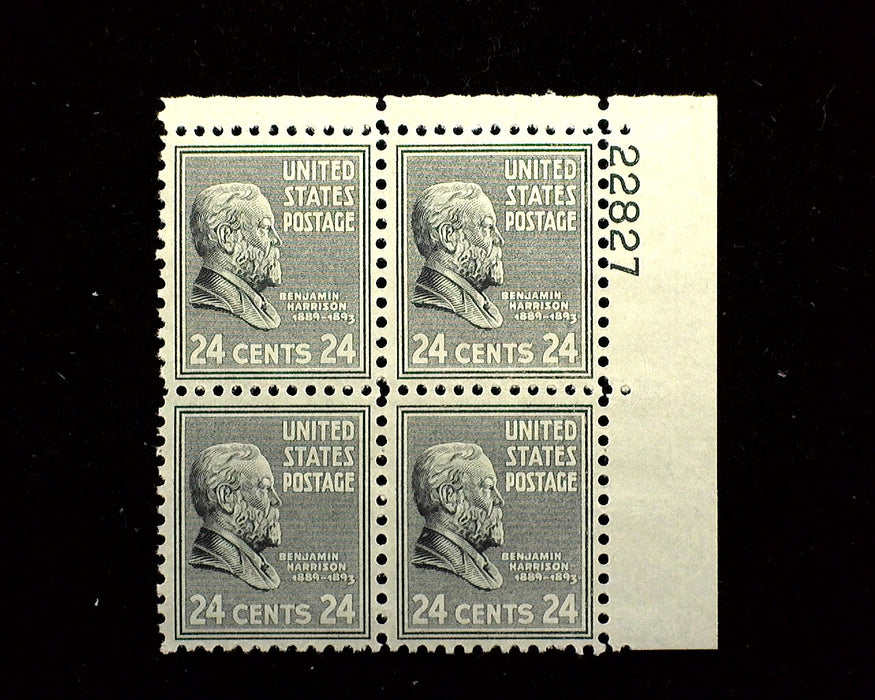 UNITED
STATES
POSTAGE
BENJAMIN
HARRISON
1889-1893
24 CENTS 24
UNITED
STATES
POSTAGE
BENJAMIN
HARRISON
1889-1893
24 CENTS 24
22827
UNITED
STATES
POSTAGE
BENJAMIN
HARRISON
1889-1893
24 CENTS 24
UNITED
STATES
POSTAGE
BENJAMIN
HARRISON
1889-1893
24 CENTS 24